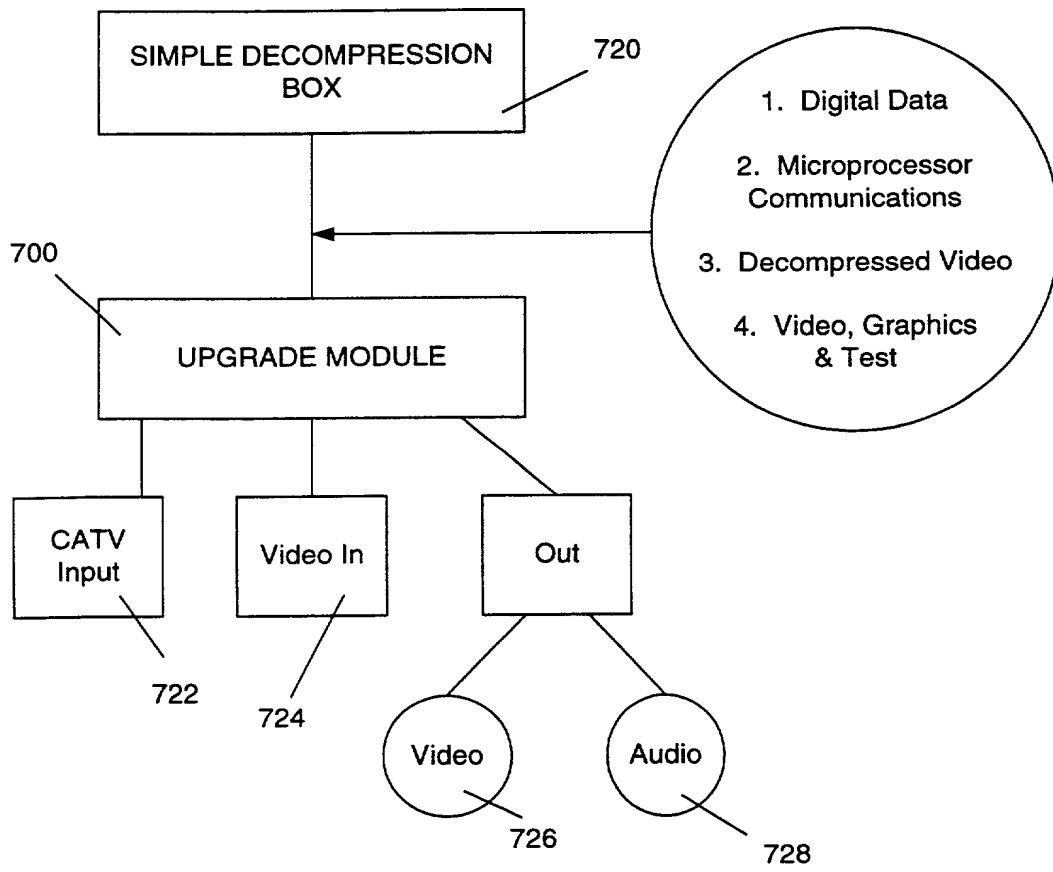 SIMPLE DECOMPRESSION
BOX
720
1. Digital Data
2. Microprocessor
Communications
3. Decompressed Video
4. Video, Graphics
& Test
700
UPGRADE MODULE
CATV
Input
Video In
Out
722
724
Video
Audio
726
728